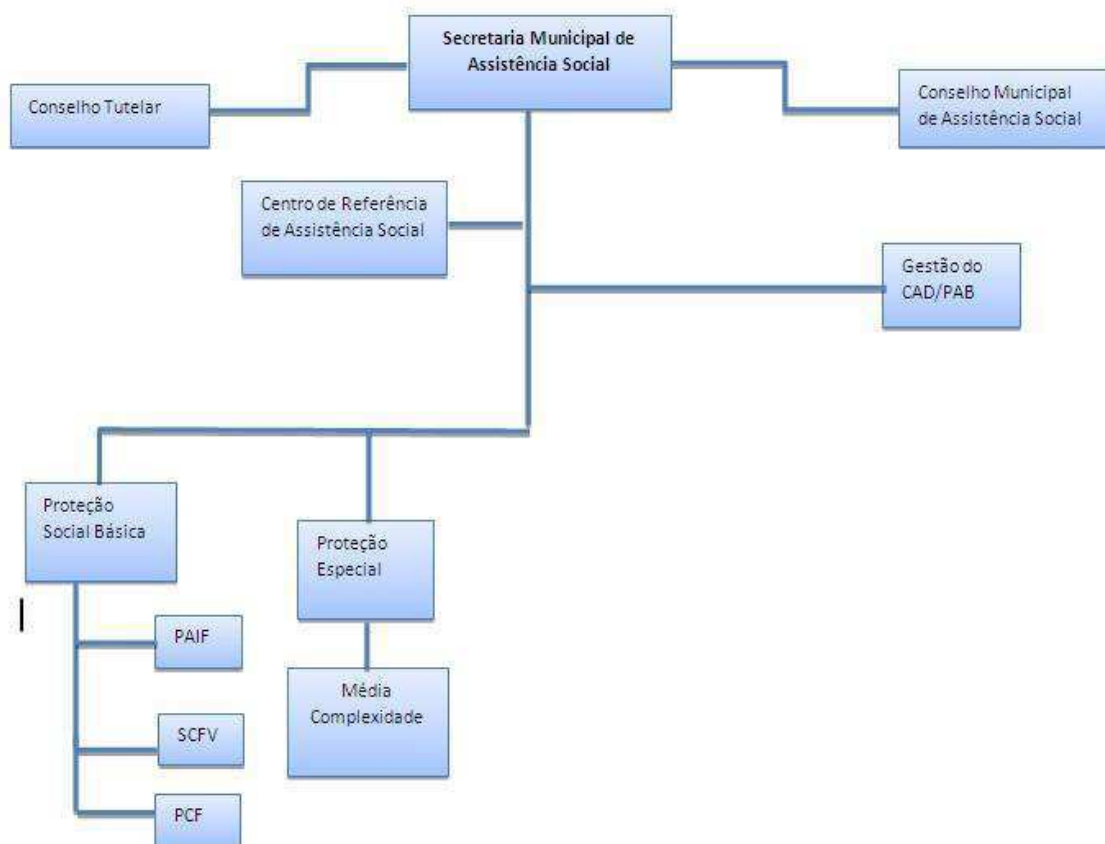 Secretaria Municipal de
Assistência Social
Conselho Tutelar
Conselho Municipal
de Assistência Social
Centro de Referência
de Assistência Social
Gestão do
CAD/PAB
Proteção
Social Básica
Proteção
Especial
PAIF
Média
Complexidade
SCFV
PCF